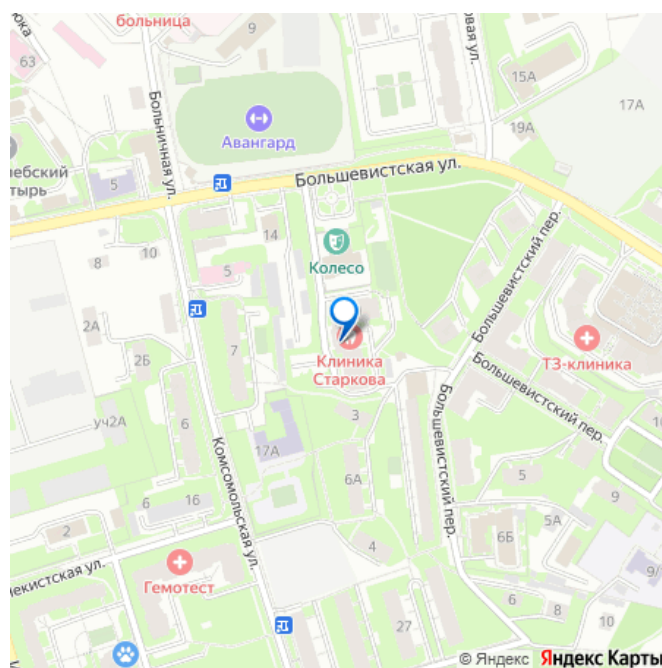 больница
9
63
Больничная ул.
Авангард
15А
17А
19А
Большевистская ул.
5
14
Колесо
8
10
5
Большевистский пер.
2А
7
Клиника
Старкова
ТЗ-клиника
2Б
Большевистский пер.
уч2А
6
3
17А
Комсомольская ул.
Большевистский пер.
6А
5
9
6
16
2
5А
6Б
4
Гемотест
6
8
10
27
© Яндекс Яндекс Карты